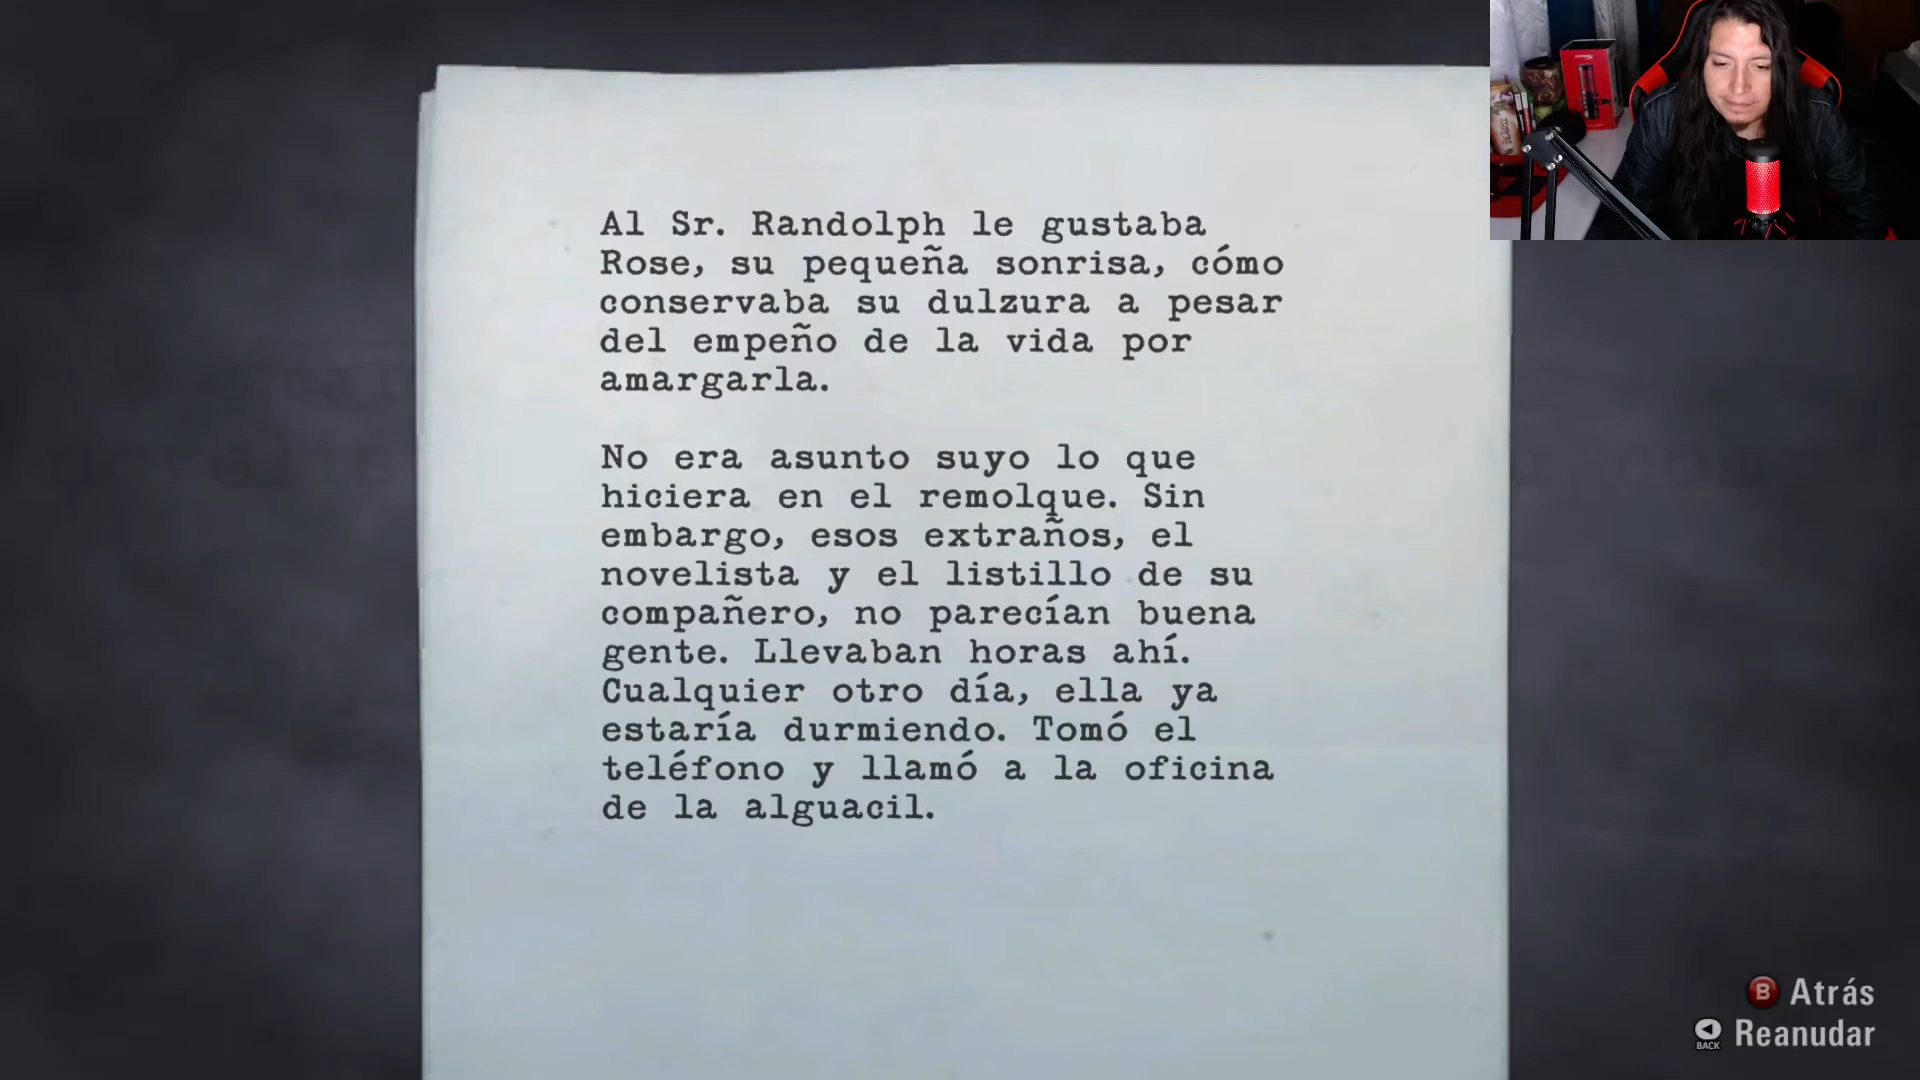 Al Sr. Randolph le gustaba
Rose, su pequeña sonrisa, cómo
conservaba su dulzura a pesar
del empeño de la vida por
amargarla.
No era asunto suyo lo que
hiciera en el remolque. Sin
embargo, esos extraños, el
novelista y el listillo de su
compañero, no parecían buena
gente. Llevaban horas ahí.
Cualquier otro día, ella ya
estaría durmiendo. Tomó el
teléfono y llamó a la oficina
de la alguacil.
B Atrás
BACK Reanudar